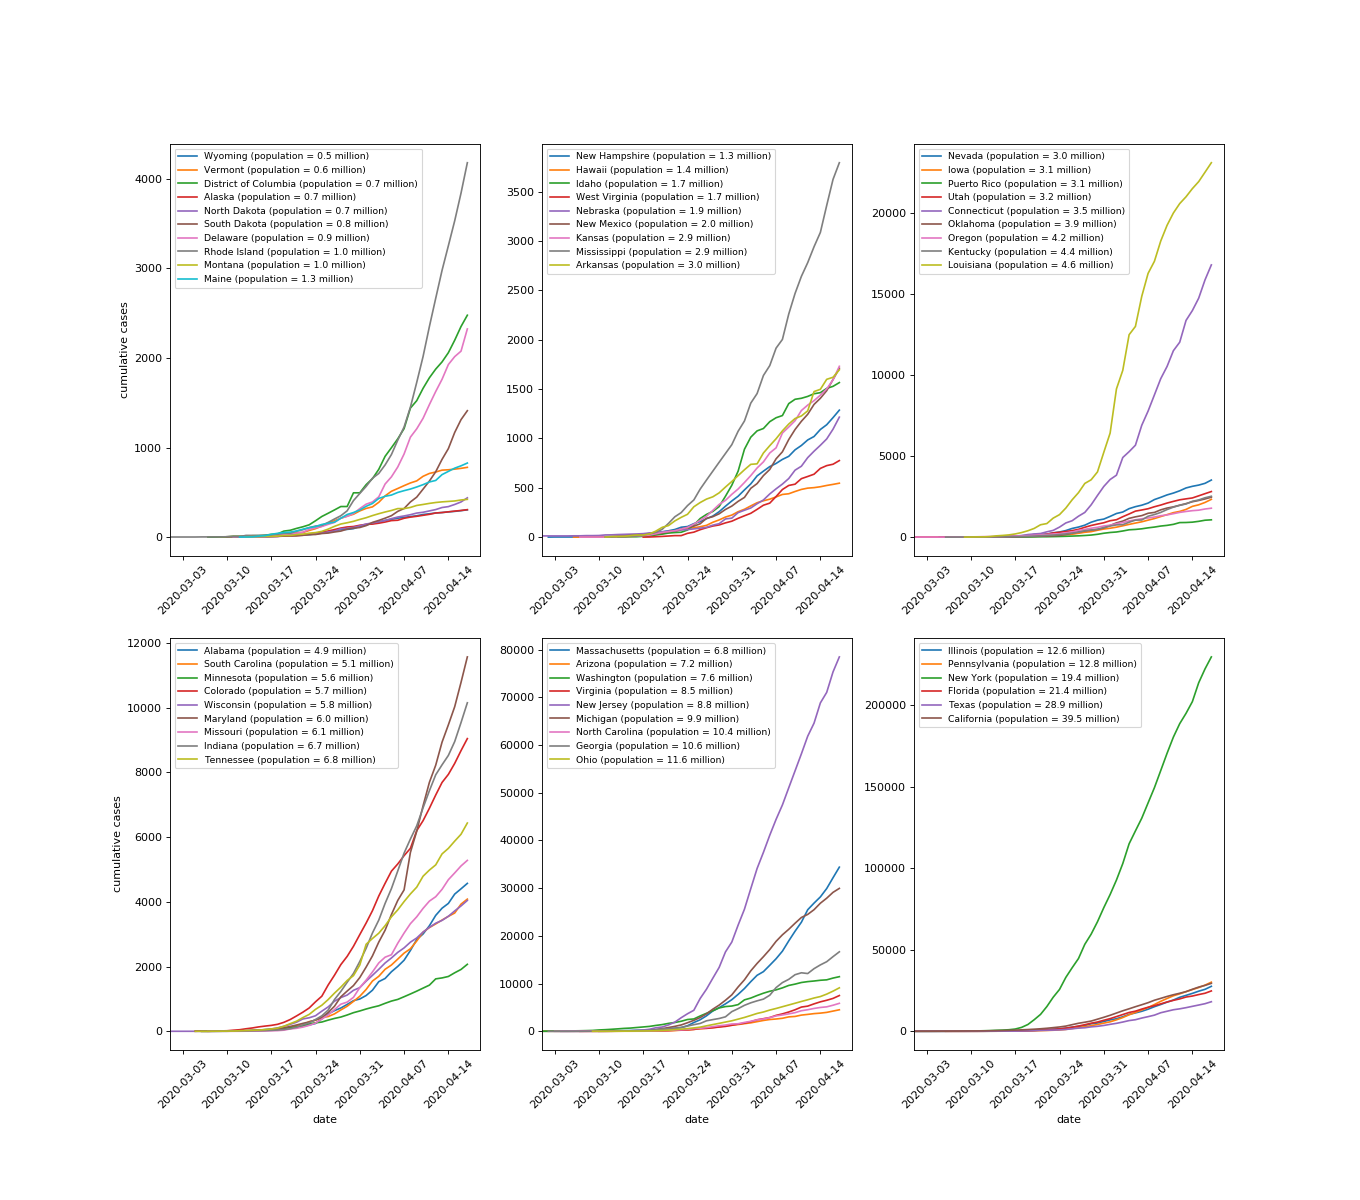 Wyoming (population = 0.5 million)
Vermont (population = 0.6 million)
District of Columbia (population = 0.7 million)
Alaska (population = 0.7 million)
North Dakota (population = 0.7 million)
South Dakota (population = 0.8 million)
Delaware (population = 0.9 million)
Rhode Island (population = 1.0 million)
Montana (population = 1.0 million)
Maine (population = 1.3 million)
4000
3000
2000
1000
0
cumulative cases
2020-03-03
2020-03-10
2020-03-17
2020-03-24
2020-03-31
2020-04-07
2020-04-14
New Hampshire (population = 1.3 million)
Hawaii (population = 1.4 million)
Idaho (population = 1.7 million)
West Virginia (population = 1.7 million)
Nebraska (population = 1.9 million)
New Mexico (population = 2.0 million)
Kansas (population = 2.9 million)
Mississippi (population = 2.9 million)
Arkansas (population = 3.0 million)
3500
3000
2500
2000
1500
1000
500
0
2020-03-03
2020-03-10
2020-03-17
2020-03-24
2020-03-31
2020-04-07
2020-04-14
Nevada (population = 3.0 million)
Iowa (population = 3.1 million)
Puerto Rico (population = 3.1 million)
Utah (population = 3.2 million)
Connecticut (population = 3.5 million)
Oklahoma (population = 3.9 million)
Oregon (population = 4.2 million)
Kentucky (population = 4.4 million)
Louisiana (population = 4.6 million)
20000
15000
10000
5000
0
2020-03-03
2020-03-10
2020-03-17
2020-03-24
2020-03-31
2020-04-07
2020-04-14
Alabama (population = 4.9 million)
South Carolina (population = 5.1 million)
Minnesota (population = 5.6 million)
Colorado (population = 5.7 million)
Wisconsin (population = 5.8 million)
Maryland (population = 6.0 million)
Missouri (population = 6.1 million)
Indiana (population = 6.7 million)
Tennessee (population = 6.8 million)
12000
10000
8000
6000
4000
2000
0
cumulative cases
2020-03-03
2020-03-10
2020-03-17
2020-03-24
2020-03-31
2020-04-07
2020-04-14
date
Massachusetts (population = 6.8 million)
Arizona (population = 7.2 million)
Washington (population = 7.6 million)
Virginia (population = 8.5 million)
New Jersey (population = 8.8 million)
Michigan (population = 9.9 million)
North Carolina (population = 10.4 million)
Georgia (population = 10.6 million)
Ohio (population = 11.6 million)
80000
70000
60000
50000
40000
30000
20000
10000
0
2020-03-03
2020-03-10
2020-03-17
2020-03-24
2020-03-31
2020-04-07
2020-04-14
date
Illinois (population = 12.6 million)
Pennsylvania (population = 12.8 million)
New York (population = 19.4 million)
Florida (population = 21.4 million)
Texas (population = 28.9 million)
California (population = 39.5 million)
200000
150000
100000
50000
0
2020-03-03
2020-03-10
2020-03-17
2020-03-24
2020-03-31
2020-04-07
2020-04-14
date